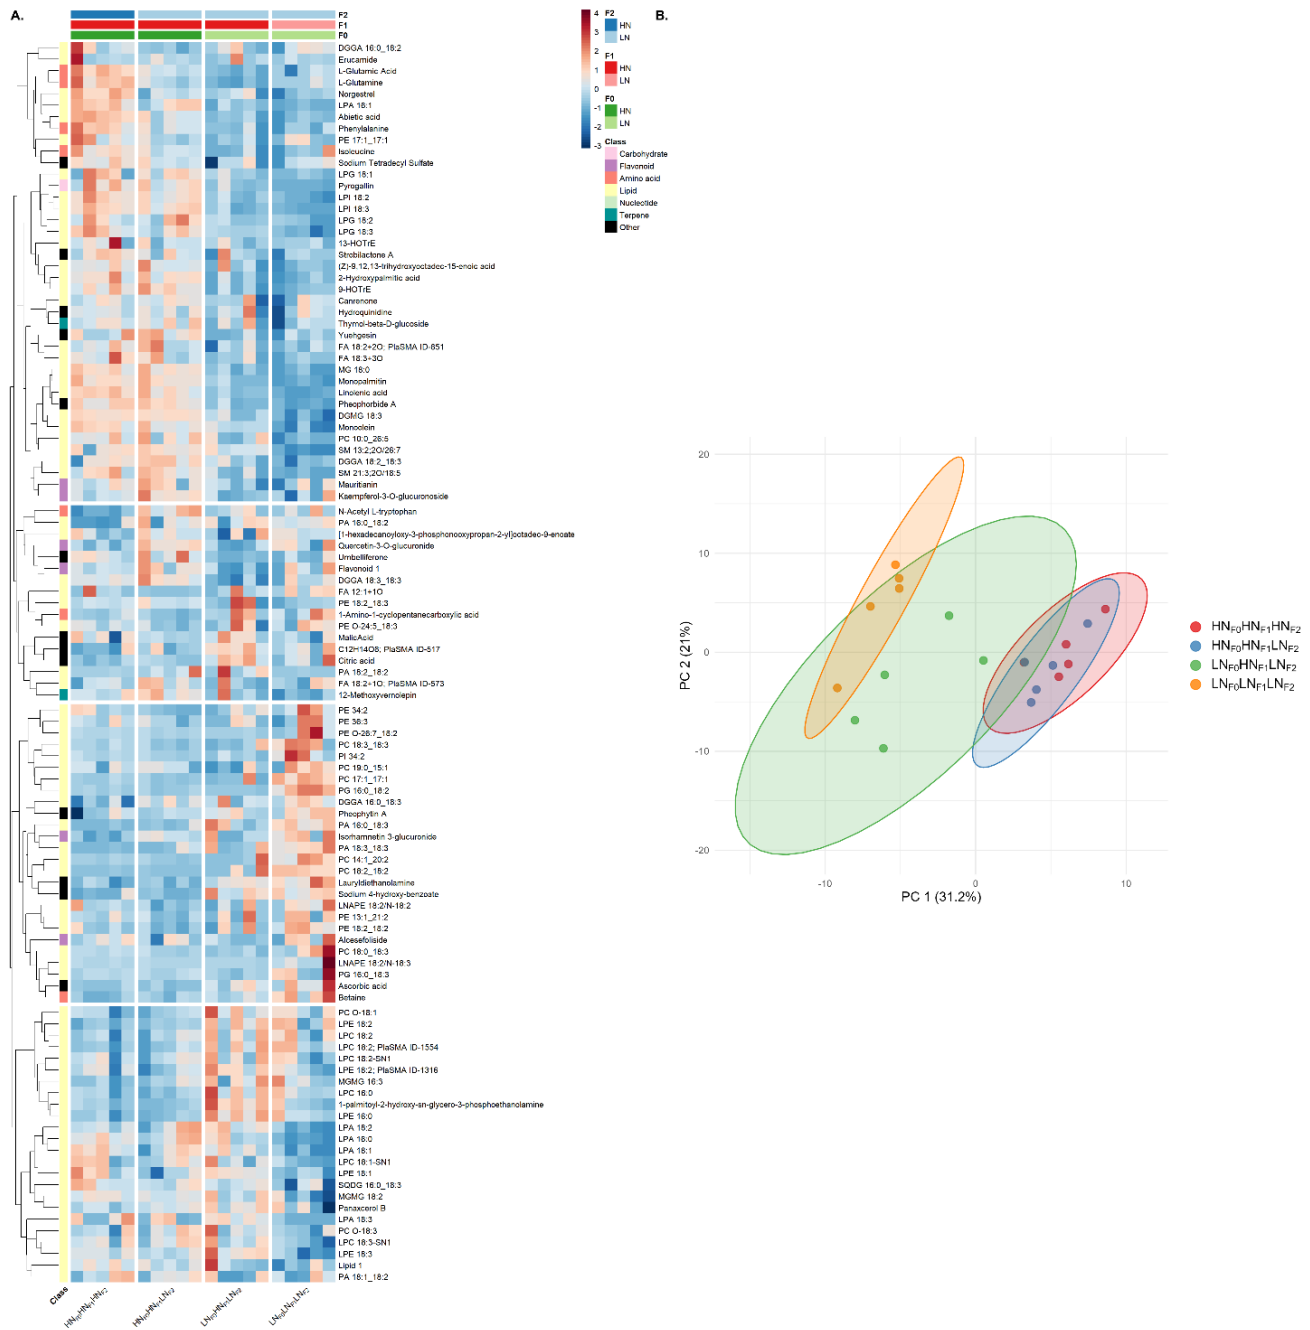 A.
F2
F1
F0
DGGA 16:0_18:2
Erucamide
L-Glutamic Acid
L-Glutamine
Norgestrel
LPA 18:1
Abietic acid
Phenylalanine
PE 17:1_17:1
Isoleucine
Sodium Tetradecyl Sulfate
LPG 18:1
Pyrogallin
LPI 18:2
LPI 18:3
LPG 18:2
LPG 18:3
13-HOTrE
Strobilactone A
(Z)-9,12,13-trihydroxyoctadec-15-enoic acid
2-Hydroxypalmitic acid
9-HOTrE
Canrenone
Hydroquinidine
Thymol-beta-D-glucoside
Yuehgesin
FA 18:2+2O; PlaSMA ID-851
FA 18:3+3O
MG 18:0
Monopalmitin
Linolenic acid
Pheophorbide A
DGMG 18:3
Monoolein
PC 10:0_26:5
SM 13:2;2O/26:7
DGGA 18:2_18:3
SM 21:3;2O/18:5
Mauritianin
Kaempferol-3-O-glucuronoside
N-Acetyl L-tryptophan
PA 16:0_18:2
[1-hexadecanoyloxy-3-phosphonooxypropan-2-yl]octadec-9-enoate
Quercetin-3-O-glucuronide
Umbelliferone
Flavonoid 1
DGGA 18:3_18:3
FA 12:1+1O
PE 18:2_18:3
1-Amino-1-cyclopentanecarboxylic acid
PE O-24:5_18:3
MalicAcid
C12H14O8; PlaSMA ID-517
Citric acid
PA 18:2_18:2
FA 18:2+1O; PlaSMA ID-573
12-Methoxyvernolepin
PE 34:2
PE 36:3
PE O-26:7_18:2
PC 18:3_18:3
PI 34:2
PC 19:0_15:1
PC 17:1_17:1
PG 16:0_18:2
DGGA 16:0_18:3
Pheophytin A
PA 16:0_18:3
Isorhamnetin 3-glucuronide
PA 18:3_18:3
PC 14:1_20:2
PC 18:2_18:2
Lauryldiethanolamine
Sodium 4-hydroxy-benzoate
LNAPE 18:2/N-18:2
PE 13:1_21:2
PE 18:2_18:2
Alcesefoliside
PC 18:0_18:3
LNAPE 18:2/N-18:3
PG 16:0_18:3
Ascorbic acid
Betaine
PC O-18:1
LPE 18:2
LPC 18:2
LPC 18:2; PlaSMA ID-1554
LPC 18:2-SN1
LPE 18:2; PlaSMA ID-1316
MGMG 16:3
LPC 16:0
1-palmitoyl-2-hydroxy-sn-glycero-3-phosphoethanolamine
LPE 16:0
LPA 18:2
LPA 18:0
LPA 16:1
LPC 18:1-SN1
LPE 18:1
SQDG 16:0_18:3
MGMG 18:2
Panaxcerol B
LPA 18:3
PC O-18:3
LPC 18:3-SN1
LPE 18:3
Lipid 1
PA 18:1_18:2
Class
HNF0HNF1HNF2
HNF0HNF1LNF2
LNF0HNF1LNF2
LNF0LNF1LNF2
4
3
2
1
0
-1
-2
-3
F2
HN
LN
F1
HN
LN
F0
HN
LN
Class
Carbohydrate
Flavonoid
Amino acid
Lipid
Nucleotide
Terpene
Other
B.
20
10
0
-10
-20
PC 2 (21%)
-10
0
10
PC 1 (31.2%)
HNF0HNF1HNF2
HNF0HNF1LNF2
LNF0HNF1LNF2
LNF0LNF1LNF2